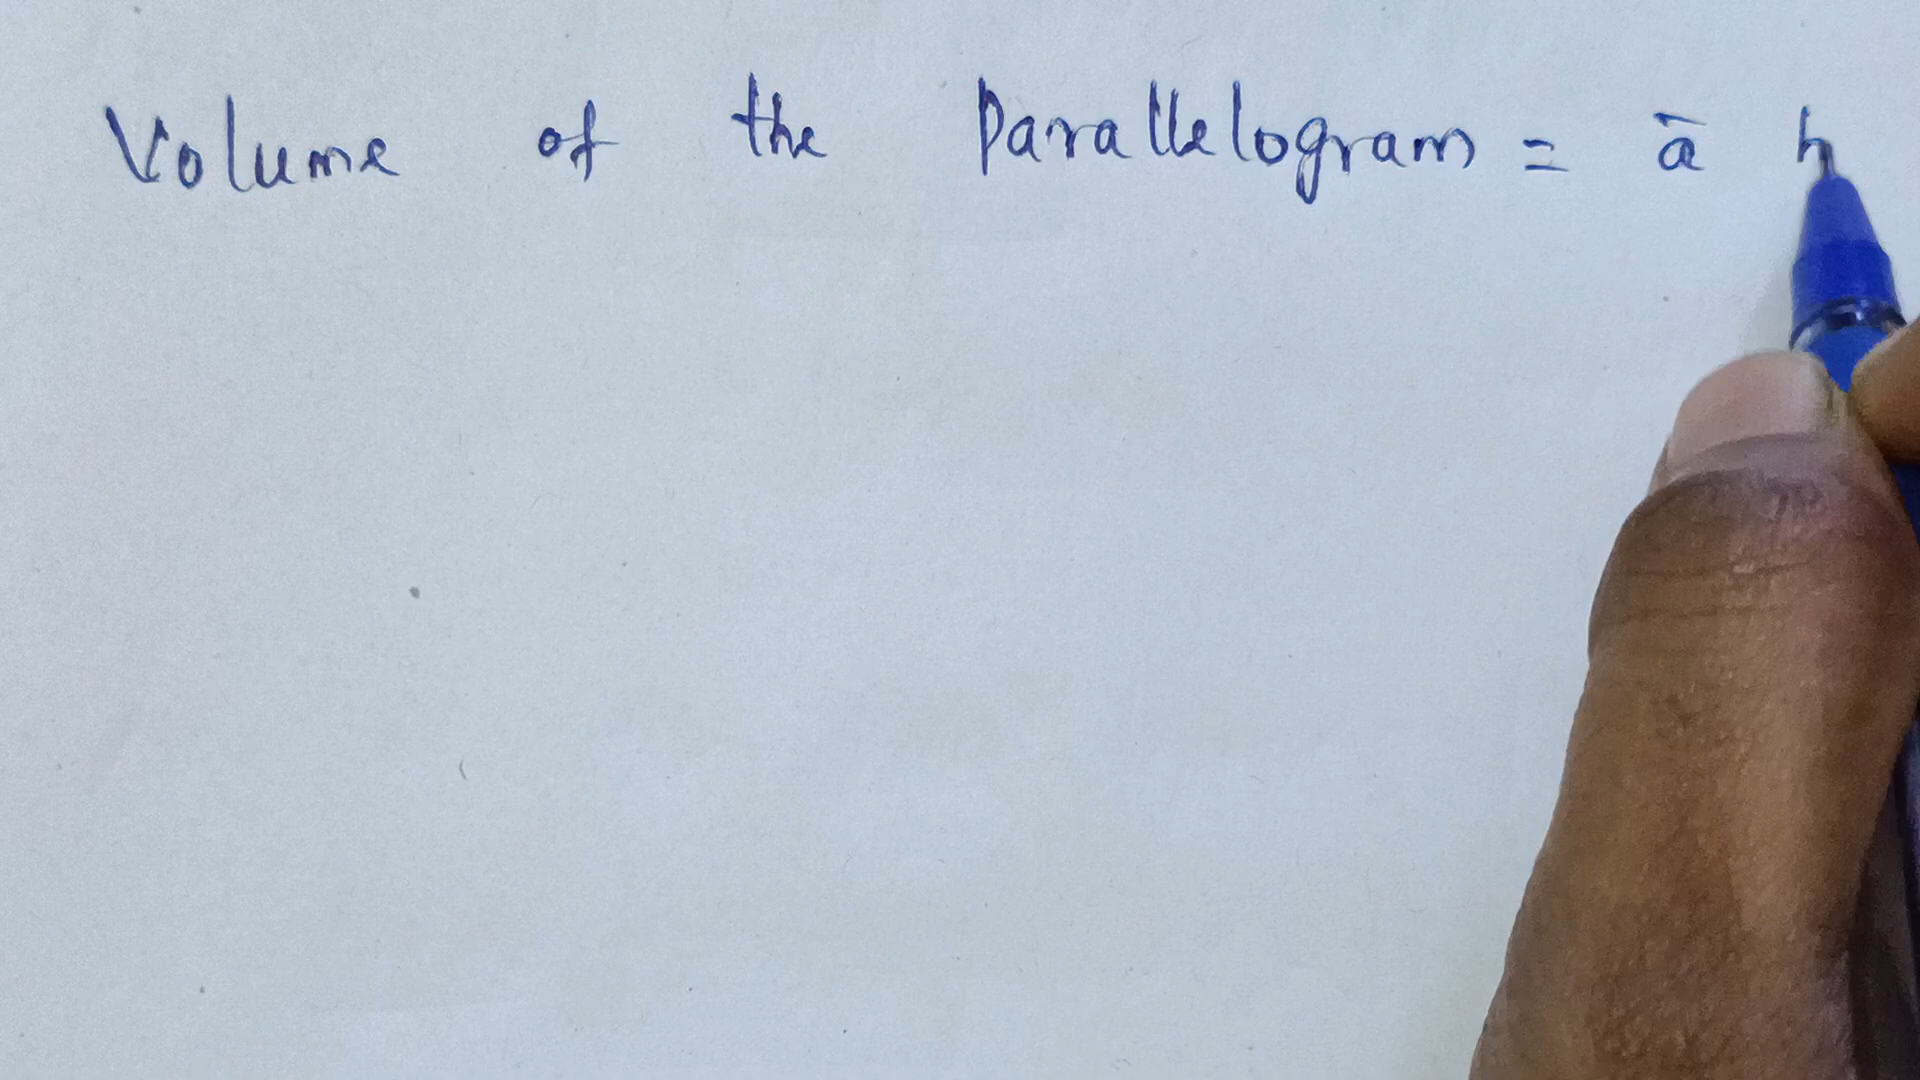 Volume of the Parallelogram = ā h